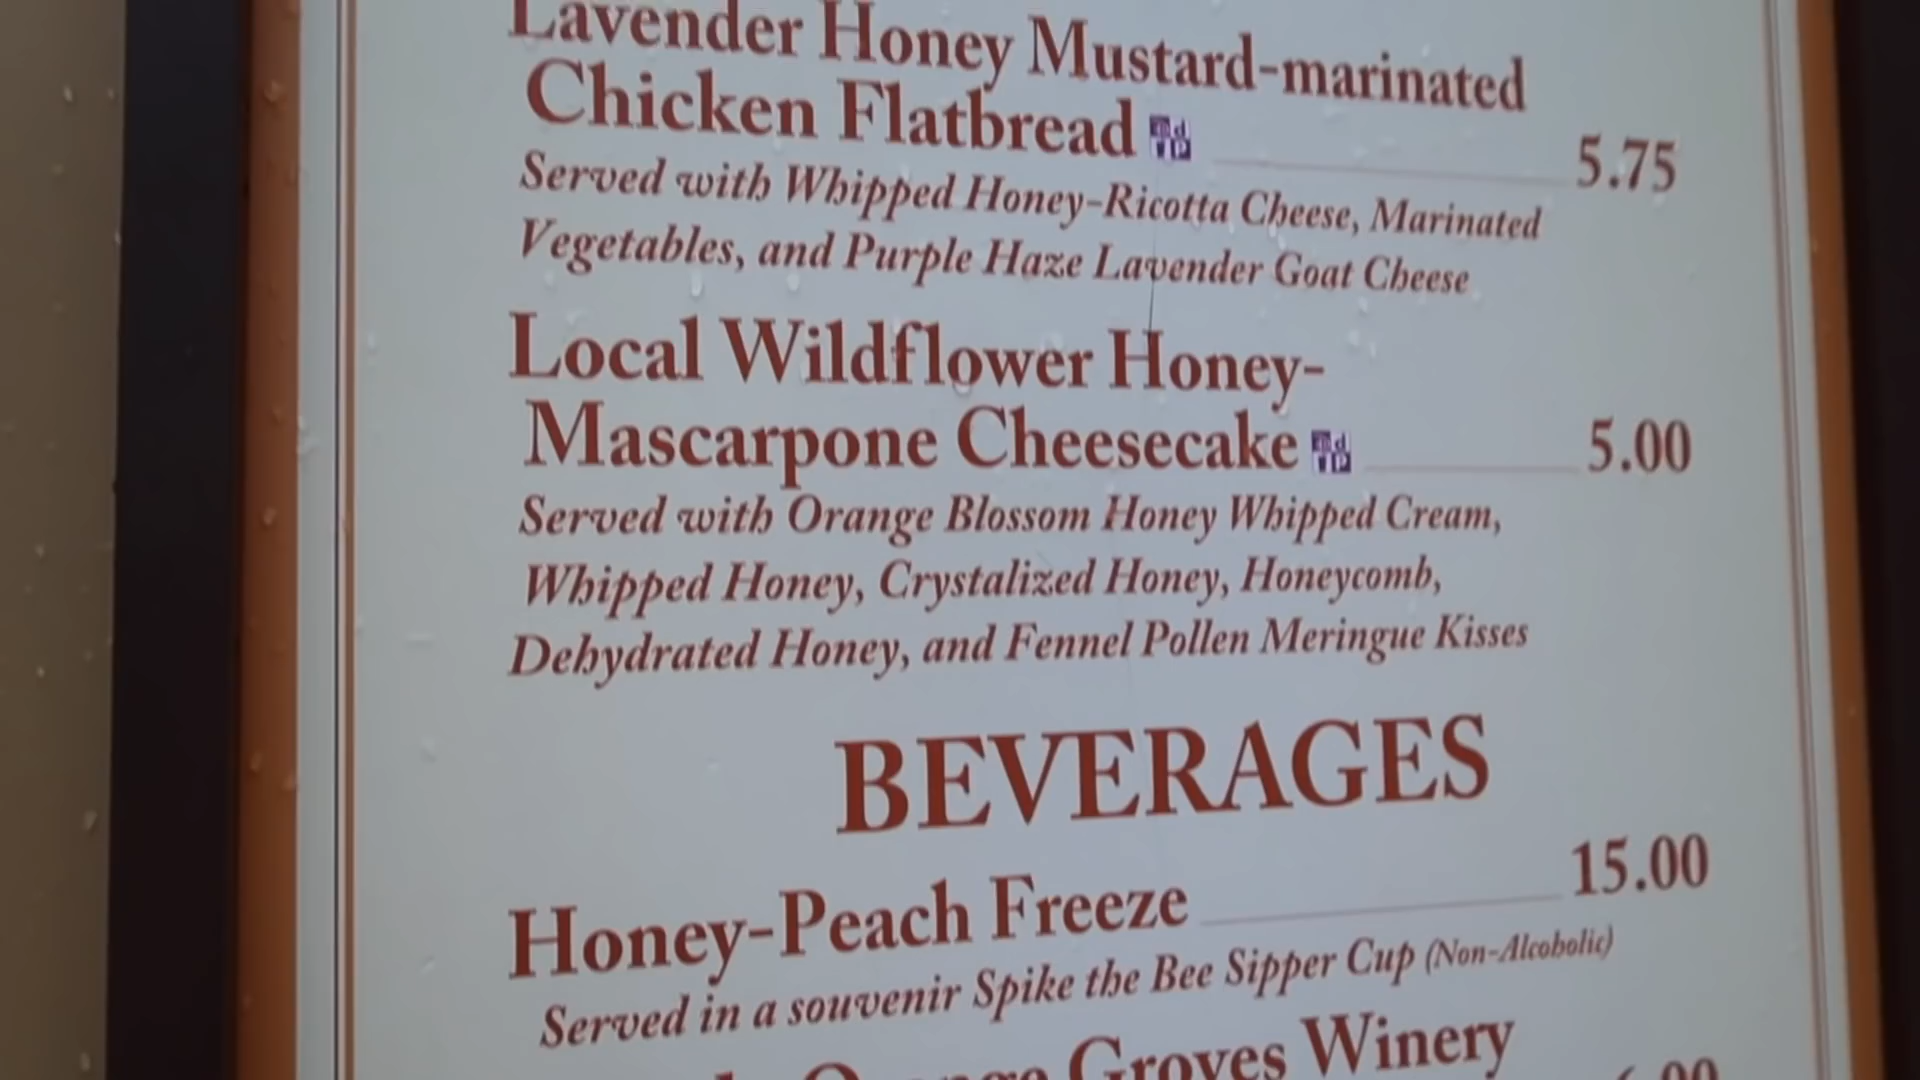 Lavender Honey Mustard-marinated
Chicken Flatbread
5.75
Served with Whipped Honey-Ricotta Cheese, Marinated
Vegetables, and Purple Haze Lavender Goat Cheese
Local Wildflower Honey-
Mascarpone Cheesecake
5.00
Served with Orange Blossom Honey Whipped Cream,
Whipped Honey, Crystalized Honey, Honeycomb,
Dehydrated Honey, and Fennel Pollen Meringue Kisses
BEVERAGES
Honey-Peach Freeze
15.00
Served in a souvenir Spike the Bee Sipper Cup (Non-Alcoholic)
Orange Groves Winery